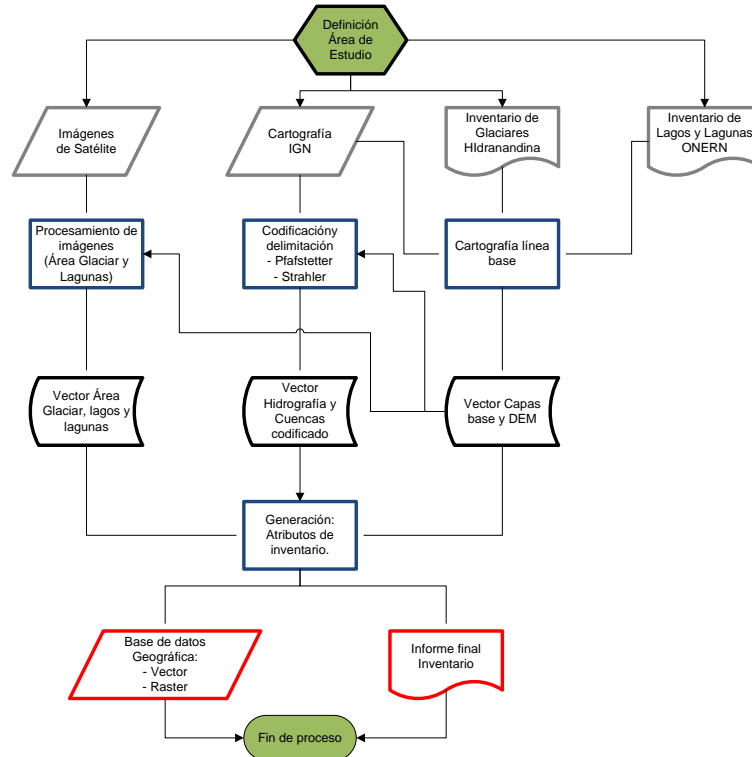 Definición
Área de
Estudio
Imágenes
de Satélite
Cartografía
IGN
Inventario de
Glaciares
HIdranandina
Inventario de
Lagos y Lagunas
ONERN
Procesamiento de
imágenes
(Área Glaciar y
Lagunas)
Codificacióny
delimitación
- Pfafstetter
- Strahler
Cartografía línea
base
Vector Área
Glaciar, lagos y
lagunas
Vector
Hidrografía y
Cuencas
codificado
Vector Capas
base y DEM
Generación:
Atributos de
inventario.
Base de datos
Geográfica:
- Vector
- Raster
Informe final
Inventario
Fin de proceso